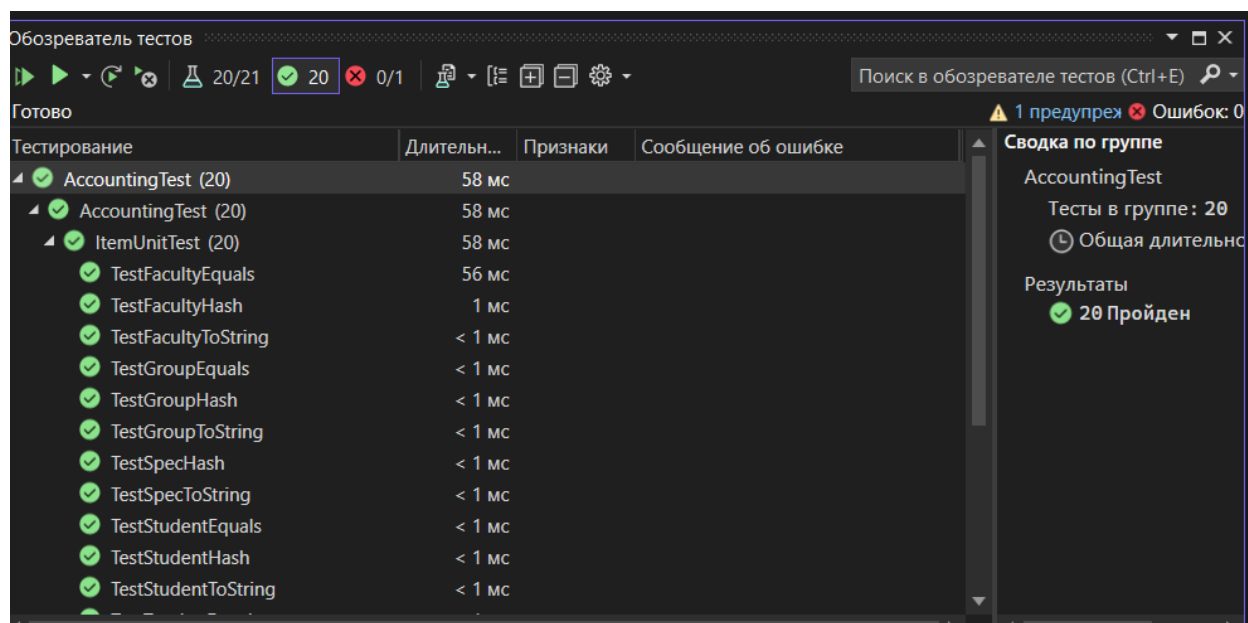 Обозреватель тестов
20/21 20 0/1 Поиск в обозревателе тестов (Ctrl+E)
Готово 1 предупреж Ошибок: 0
Тестирование Длительн... Признаки Сообщение об ошибке Сводка по группе
AccountingTest (20) 58 мс AccountingTest
AccountingTest (20) 58 мс Тесты в группе: 20
ItemUnitTest (20) 58 мс Общая длительно
TestFacultyEquals 56 мс Результаты
TestFacultyHash 1 мс 20 Пройден
TestFacultyToString < 1 мс
TestGroupEquals < 1 мс
TestGroupHash < 1 мс
TestGroupToString < 1 мс
TestSpecHash < 1 мс
TestSpecToString < 1 мс
TestStudentEquals < 1 мс
TestStudentHash < 1 мс
TestStudentToString < 1 мс